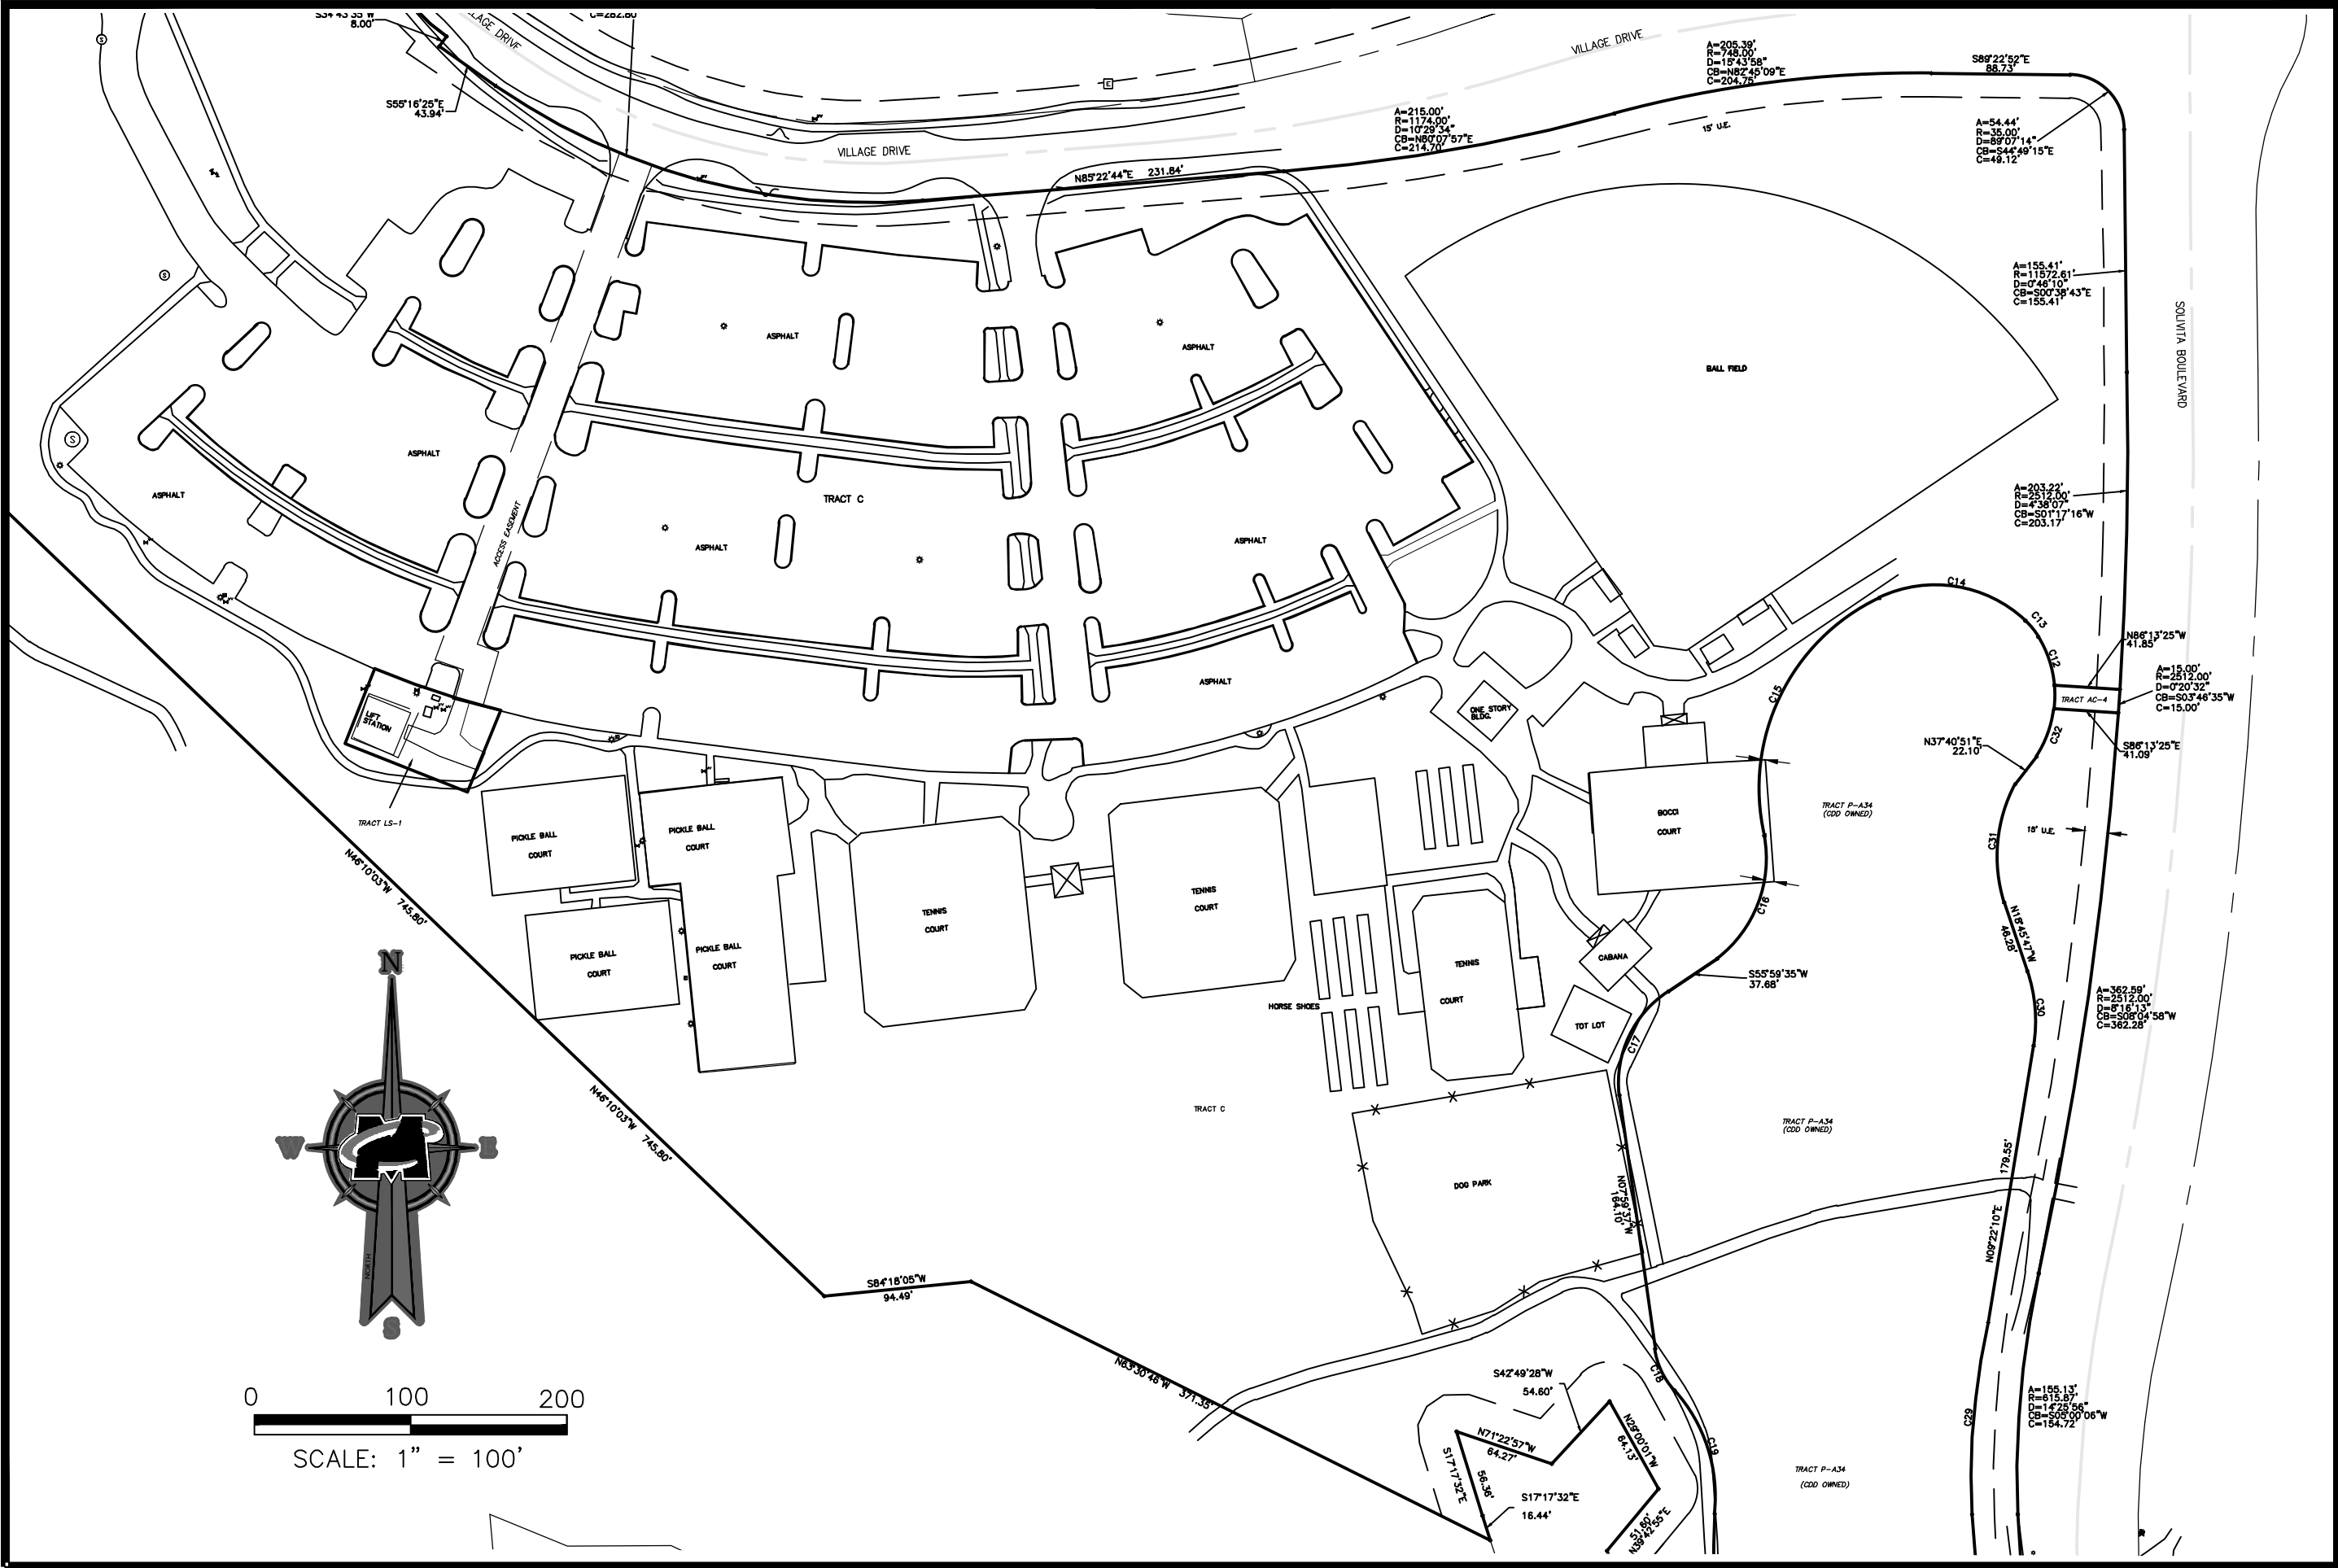 S34°43'35"W
8.00'
C=282.80'
VILLAGE DRIVE
S55°16'25"E
43.94'
VILLAGE DRIVE
VILLAGE DRIVE
E
S
S
S
A=205.39'
R=748.00'
D=15°43'58"
CB=N82°45'09"E
C=204.75'
S89°22'52"E
88.73'
A=215.00'
R=1174.00'
D=10°29'34"
CB=N80°07'57"E
C=214.70'
15' U.E.
N85°22'44"E 231.84'
A=54.44'
R=35.00'
D=89°07'14"
CB=S44°49'15"E
C=49.12'
A=155.41'
R=11572.61'
D=0°46'10"
CB=S00°38'43"E
C=155.41'
SOLIVITA BOULEVARD
ASPHALT
ASPHALT
BALL FIELD
ASPHALT
ASPHALT
TRACT C
ACCESS EASEMENT
ASPHALT
ASPHALT
A=203.22'
R=2512.00'
D=4°38'07"
CB=S01°17'16"W
C=203.17'
C14
C13
C12
N86°13'25"W
41.85'
A=15.00'
R=2512.00'
D=0°20'32"
CB=S03°46'35"W
C=15.00'
TRACT AC-4
C15
ASPHALT
ONE STORY
BLDG.
LIFT
STATION
C32
N37°40'51"E
22.10'
S86°13'25"E
41.09'
TRACT LS-1
BOCCI
COURT
TRACT P-A34
(CDD OWNED)
15' U.E.
C31
PICKLE BALL
COURT
PICKLE BALL
COURT
N46°10'03"W 745.80'
TENNIS
COURT
TENNIS
COURT
C16
N18°45'47"W
46.28'
PICKLE BALL
COURT
PICKLE BALL
COURT
TENNIS
COURT
CABANA
S55°59'35"W
37.68'
HORSE SHOES
TOT LOT
C17
C30
A=362.59'
R=2512.00'
D=8°16'13"
CB=S08°04'58"W
C=362.28'
N
W
E
S
NORTH
N46°10'03"W 745.80'
TRACT C
TRACT P-A34
(CDD OWNED)
DOG PARK
N07°59'37"W
164.10'
N09°22'10"E 179.55'
S84°18'05"W
94.49'
N63°30'46"W 371.35'
S42°49'28"W
54.60'
C18
N71°22'57"W
64.27'
N29°00'01"W
64.13'
C19
C29
A=155.13'
R=615.87'
D=14°25'56"
CB=S05°00'06"W
C=154.72'
S17°17'32"E
56.36'
S17°17'32"E
16.44'
51.60'
N39°42'55"E
TRACT P-A34
(CDD OWNED)
0 100 200
SCALE: 1" = 100'